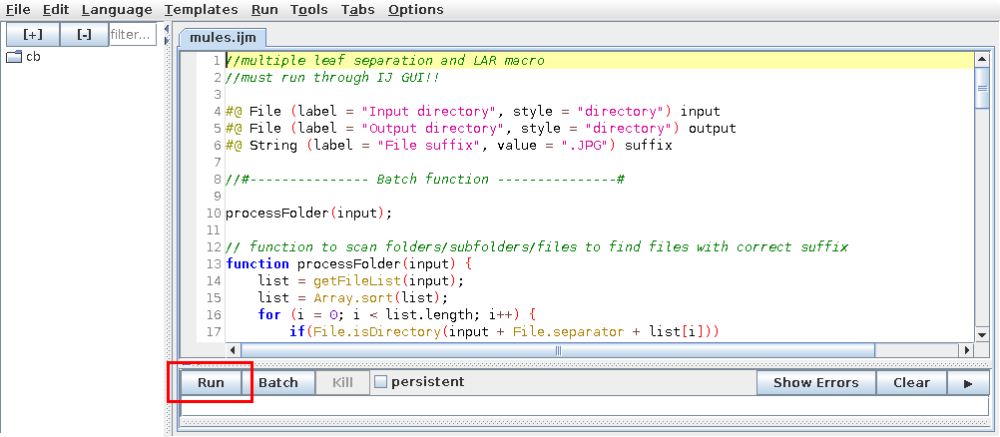 File Edit Language Templates Run Tools Tabs Options
[+] [-] filter...
cb
mules.ijm
1 //multiple leaf separation and LAR macro
2 //must run through IJ GUI!!
3
4 #@ File (label = "Input directory", style = "directory") input
5 #@ File (label = "Output directory", style = "directory") output
6 #@ String (label = "File suffix", value = ".JPG") suffix
7
8 //#--------------- Batch function ---------------#
9
10 processFolder(input);
11
12 // function to scan folders/subfolders/files to find files with correct suffix
13 function processFolder(input) {
14 list = getFileList(input);
15 list = Array.sort(list);
16 for (i = 0; i < list.length; i++) {
17 if(File.isDirectory(input + File.separator + list[i]))
Run Batch Kill persistent Show Errors Clear